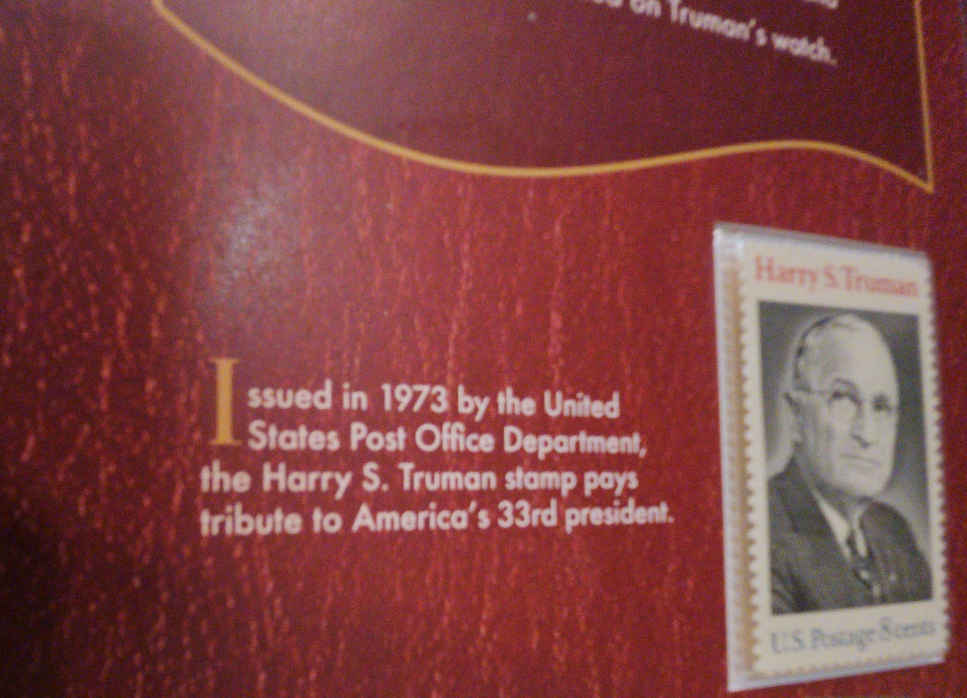 on Truman's watch.
Issued in 1973 by the United
States Post Office Department,
the Harry S. Truman stamp pays
tribute to America's 33rd president.
Harry S. Truman
U.S. Postage 8 cents